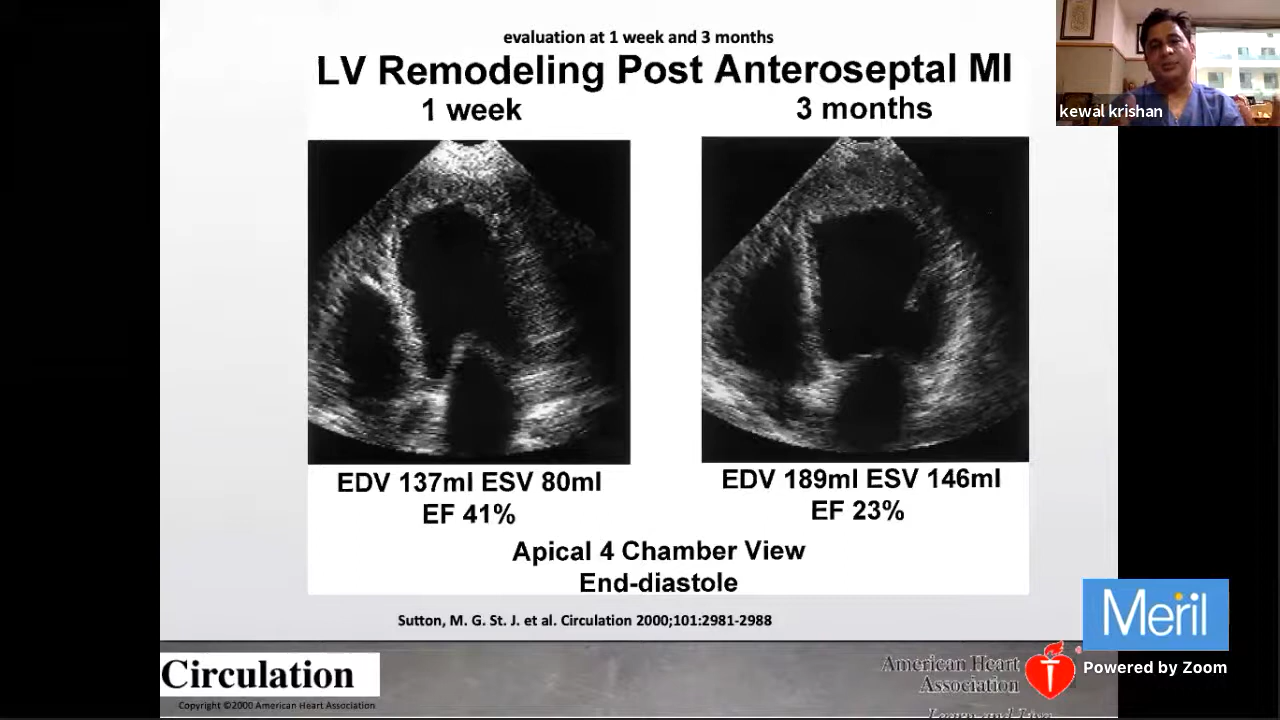 evaluation at 1 week and 3 months
LV Remodeling Post Anteroseptal MI
1 week
3 months
EDV 137ml ESV 80ml
EF 41%
EDV 189ml ESV 146ml
EF 23%
Apical 4 Chamber View
End-diastole
Sutton, M. G. St. J. et al. Circulation 2000;101:2981-2988
Circulation
Copyright ©2000 American Heart Association
American Heart
Association
kewal krishan
Meril
Powered by Zoom